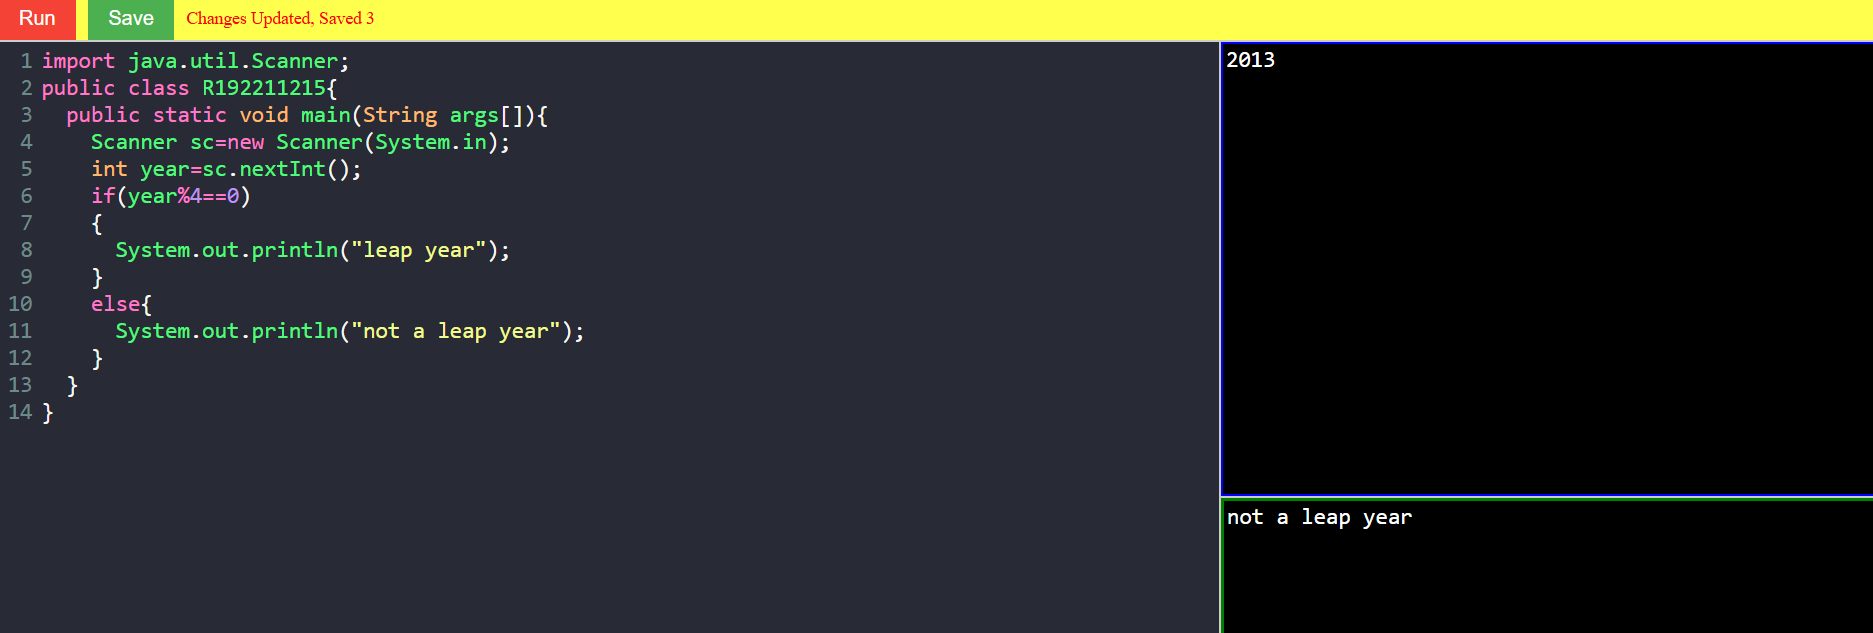 Run Save Changes Updated, Saved 3
1 import java.util.Scanner;
2 public class R192211215{
3 public static void main(String args[]){
4 Scanner sc=new Scanner(System.in);
5 int year=sc.nextInt();
6 if(year%4==0)
7 {
8 System.out.println("leap year");
9 }
10 else{
11 System.out.println("not a leap year");
12 }
13 }
14 }
2013
not a leap year